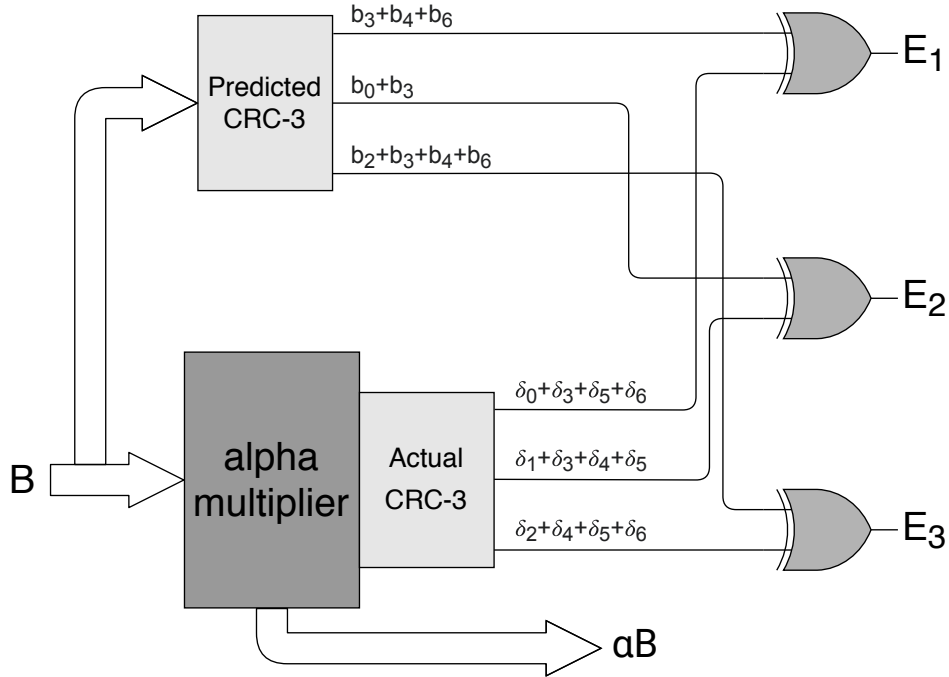 b₃+b₄+b₆
E₁
Predicted
CRC-3
b₀+b₃
b₂+b₃+b₄+b₆
E₂
δ₀+δ₃+δ₅+δ₆
alpha
multiplier
Actual
CRC-3
δ₁+δ₃+δ₄+δ₅
B
δ₂+δ₄+δ₅+δ₆
E₃
αB